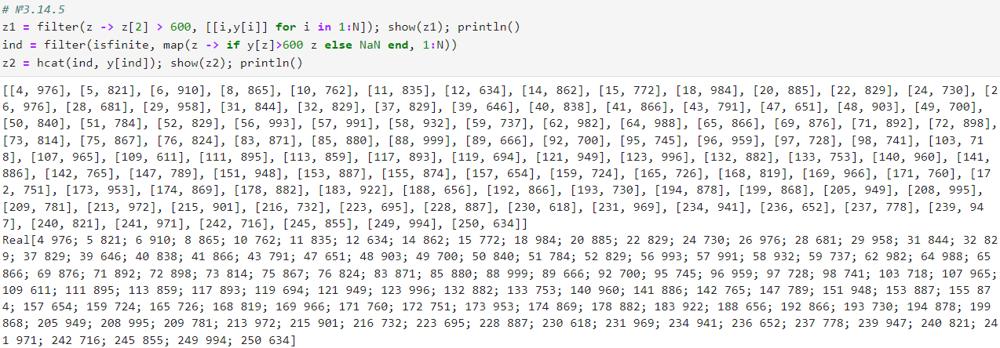 # №3.14.5
z1 = filter(z -> z[2] > 600, [[i,y[i]] for i in 1:N]); show(z1); println()
ind = filter(isfinite, map(z -> if y[z]>600 z else NaN end, 1:N))
z2 = hcat(ind, y[ind]); show(z2); println()
[[4, 976], [5, 821], [6, 910], [8, 865], [10, 762], [11, 835], [12, 634], [14, 862], [15, 772], [18, 984], [20, 885], [22, 829], [24, 730], [2
6, 976], [28, 681], [29, 958], [31, 844], [32, 829], [37, 829], [39, 646], [40, 838], [41, 866], [43, 791], [47, 651], [48, 903], [49, 700],
[50, 840], [51, 784], [52, 829], [56, 993], [57, 991], [58, 932], [59, 737], [62, 982], [64, 988], [65, 866], [69, 876], [71, 892], [72, 898],
[73, 814], [75, 867], [76, 824], [83, 871], [85, 880], [88, 999], [89, 666], [92, 700], [95, 745], [96, 959], [97, 728], [98, 741], [103, 71
8], [107, 965], [109, 611], [111, 895], [113, 859], [117, 893], [119, 694], [121, 949], [123, 996], [132, 882], [133, 753], [140, 960], [141,
886], [142, 765], [147, 789], [151, 948], [153, 887], [155, 874], [157, 654], [159, 724], [165, 726], [168, 819], [169, 966], [171, 760], [17
2, 751], [173, 953], [174, 869], [178, 882], [183, 922], [188, 656], [192, 866], [193, 730], [194, 878], [199, 868], [205, 949], [208, 995],
[209, 781], [213, 972], [215, 901], [216, 732], [223, 695], [228, 887], [230, 618], [231, 969], [234, 941], [236, 652], [237, 778], [239, 94
7], [240, 821], [241, 971], [242, 716], [245, 855], [249, 994], [250, 634]]
Real[4 976; 5 821; 6 910; 8 865; 10 762; 11 835; 12 634; 14 862; 15 772; 18 984; 20 885; 22 829; 24 730; 26 976; 28 681; 29 958; 31 844; 32 82
9; 37 829; 39 646; 40 838; 41 866; 43 791; 47 651; 48 903; 49 700; 50 840; 51 784; 52 829; 56 993; 57 991; 58 932; 59 737; 62 982; 64 988; 65
866; 69 876; 71 892; 72 898; 73 814; 75 867; 76 824; 83 871; 85 880; 88 999; 89 666; 92 700; 95 745; 96 959; 97 728; 98 741; 103 718; 107 965;
109 611; 111 895; 113 859; 117 893; 119 694; 121 949; 123 996; 132 882; 133 753; 140 960; 141 886; 142 765; 147 789; 151 948; 153 887; 155 87
4; 157 654; 159 724; 165 726; 168 819; 169 966; 171 760; 172 751; 173 953; 174 869; 178 882; 183 922; 188 656; 192 866; 193 730; 194 878; 199
868; 205 949; 208 995; 209 781; 213 972; 215 901; 216 732; 223 695; 228 887; 230 618; 231 969; 234 941; 236 652; 237 778; 239 947; 240 821; 24
1 971; 242 716; 245 855; 249 994; 250 634]